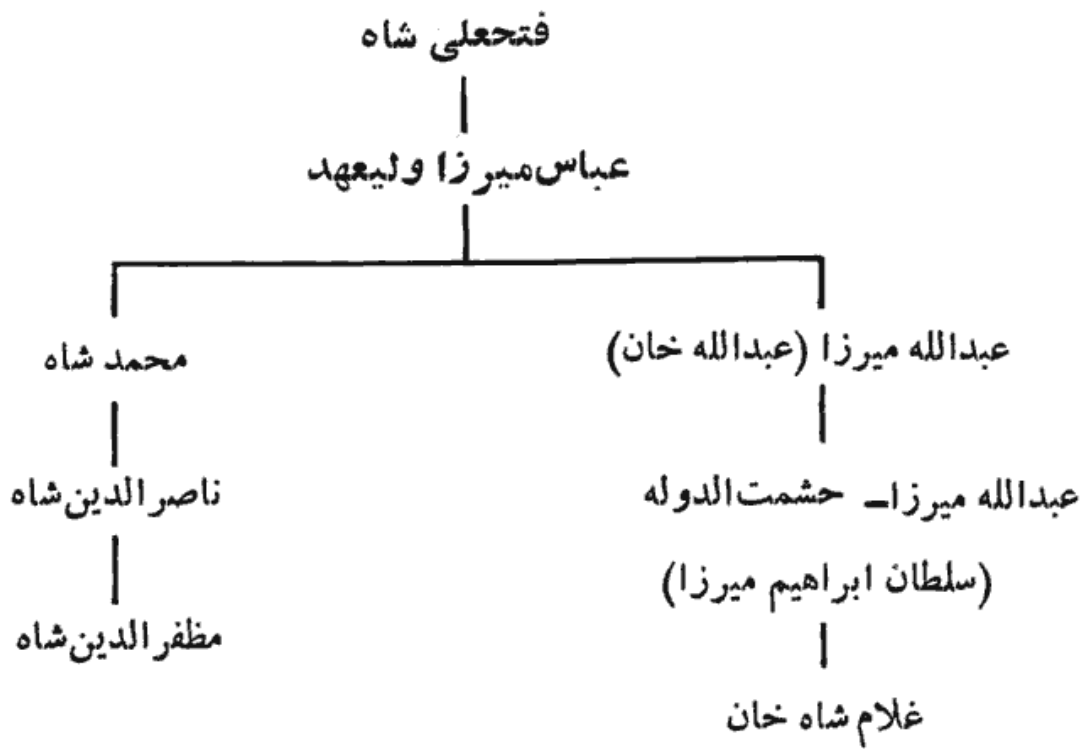 فتحعلی شاه
عباس‌میرزا ولیعهد
عبدالله میرزا (عبدالله خان)
محمد شاه
عبدالله میرزا ـ حشمت‌الدوله
ناصرالدین‌شاه
(سلطان ابراهیم میرزا)
مظفرالدین‌شاه
غلام شاه خان